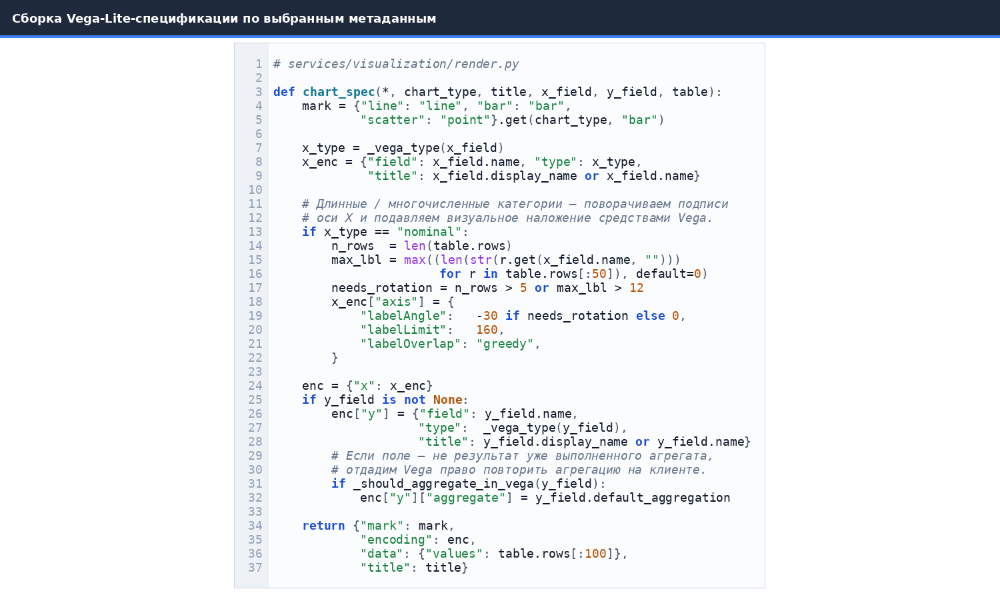 Сборка Vega-Lite-спецификации по выбранным метаданным
1 # services/visualization/render.py
2
3 def chart_spec(*, chart_type, title, x_field, y_field, table):
4     mark = {"line": "line", "bar": "bar",
5             "scatter": "point"}.get(chart_type, "bar")
6
7     x_type = _vega_type(x_field)
8     x_enc = {"field": x_field.name, "type": x_type,
9              "title": x_field.display_name or x_field.name}
10
11     # Длинные / многочисленные категории — поворачиваем подписи
12     # оси X и подавляем визуальное наложение средствами Vega.
13     if x_type == "nominal":
14         n_rows  = len(table.rows)
15         max_lbl = max((len(str(r.get(x_field.name, "")))
16                        for r in table.rows[:50]), default=0)
17         needs_rotation = n_rows > 5 or max_lbl > 12
18         x_enc["axis"] = {
19             "labelAngle":   -30 if needs_rotation else 0,
20             "labelLimit":   160,
21             "labelOverlap": "greedy",
22         }
23
24     enc = {"x": x_enc}
25     if y_field is not None:
26         enc["y"] = {"field": y_field.name,
27                     "type":  _vega_type(y_field),
28                     "title": y_field.display_name or y_field.name}
29         # Если поле — не результат уже выполненного агрегата,
30         # отдадим Vega право повторить агрегацию на клиенте.
31         if _should_aggregate_in_vega(y_field):
32             enc["y"]["aggregate"] = y_field.default_aggregation
33
34     return {"mark": mark,
35             "encoding": enc,
36             "data": {"values": table.rows[:100]},
37             "title": title}